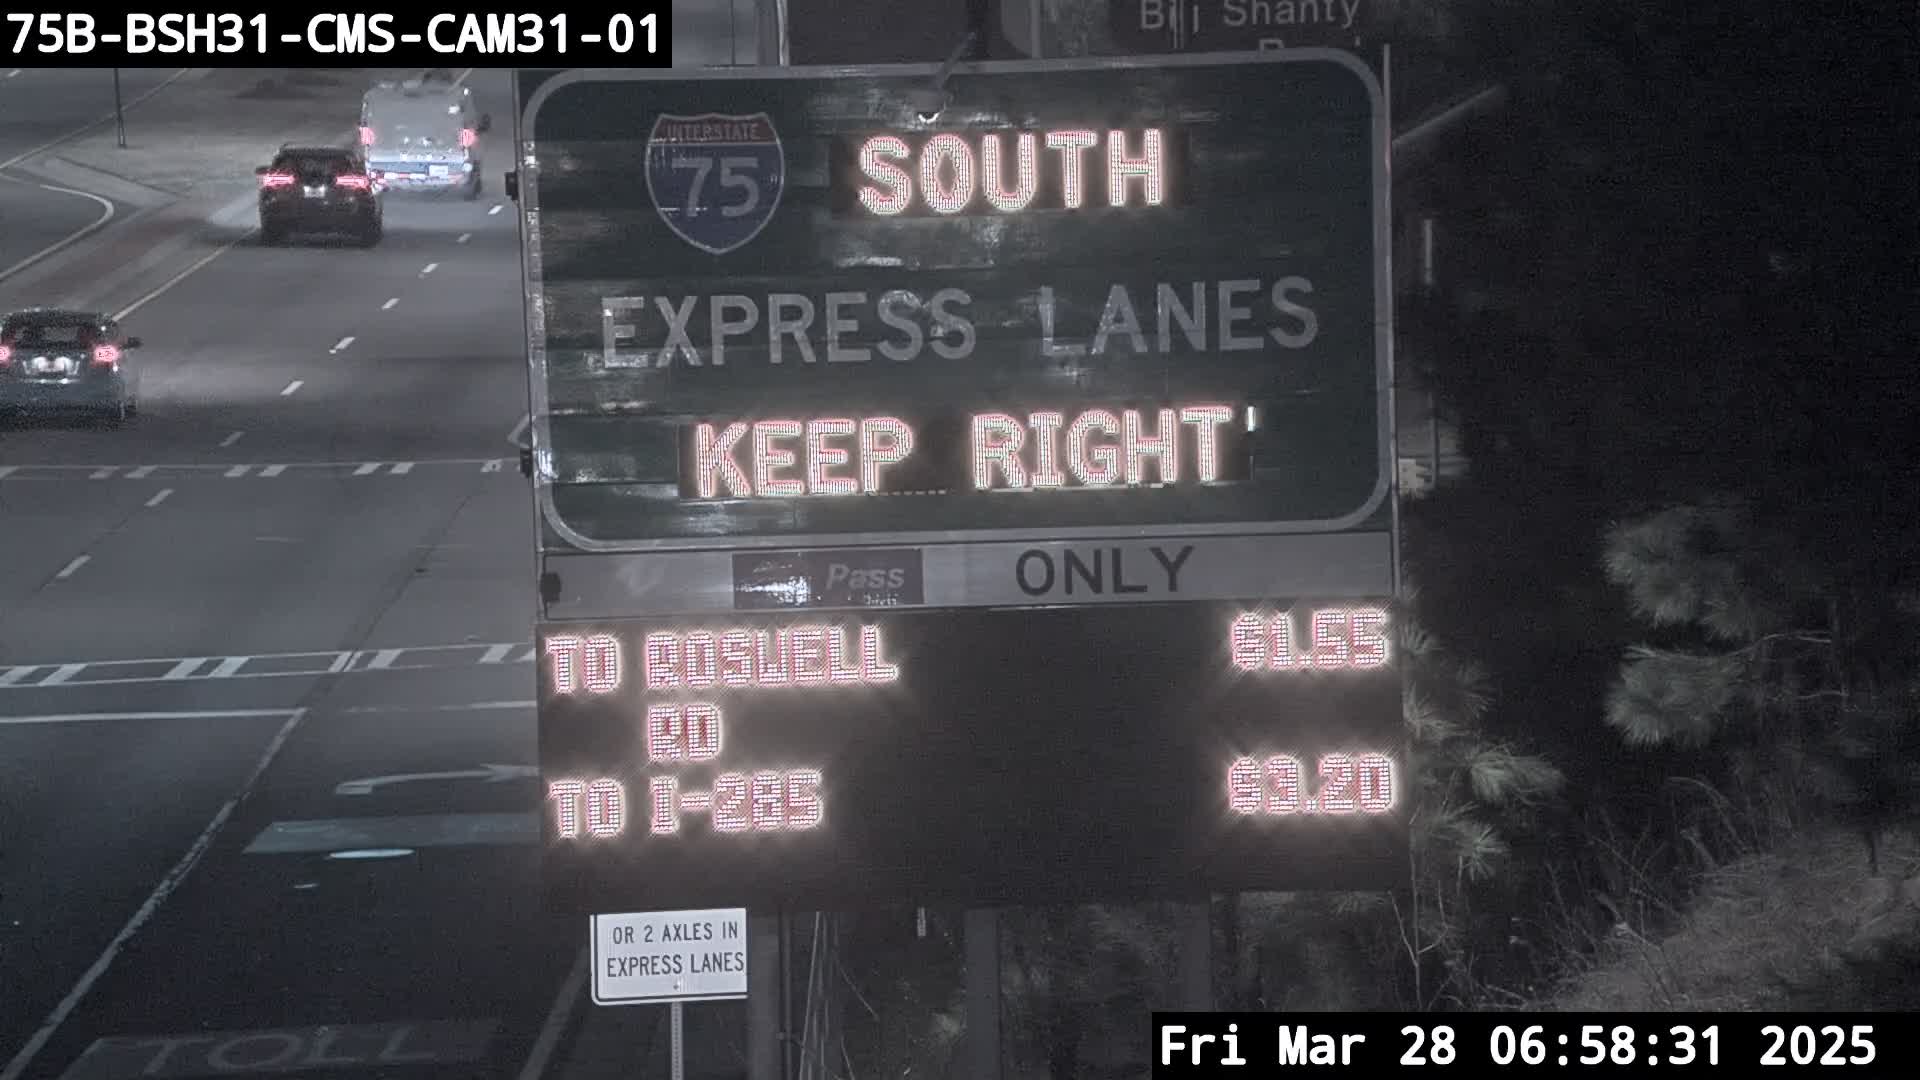 75B-BSH31-CMS-CAM31-01
Shanty
INTERSTATE
75
SOUTH
EXPRESS LANES
KEEP RIGHT
Pass ONLY
TO ROSWELL $1.55
RD
TO I-285 $3.20
OR 2 AXLES IN
EXPRESS LANES
TOLL
Fri Mar 28 06:58:31 2025